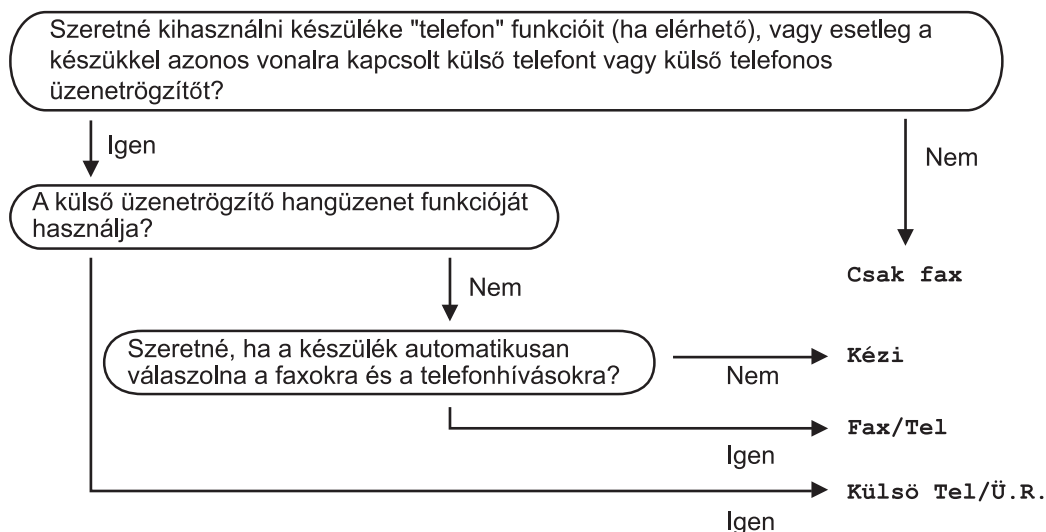 Szeretné kihasználni készüléke "telefon" funkcióit (ha elérhető), vagy esetleg a
készükkel azonos vonalra kapcsolt külső telefont vagy külső telefonos
üzenetrögzítőt?
Igen
Nem
A külső üzenetrögzítő hangüzenet funkcióját
használja?
Csak fax
Nem
Szeretné, ha a készülék automatikusan
válaszolna a faxokra és a telefonhívásokra?
Nem
Kézi
Fax/Tel
Igen
Külsö Tel/Ü.R.
Igen